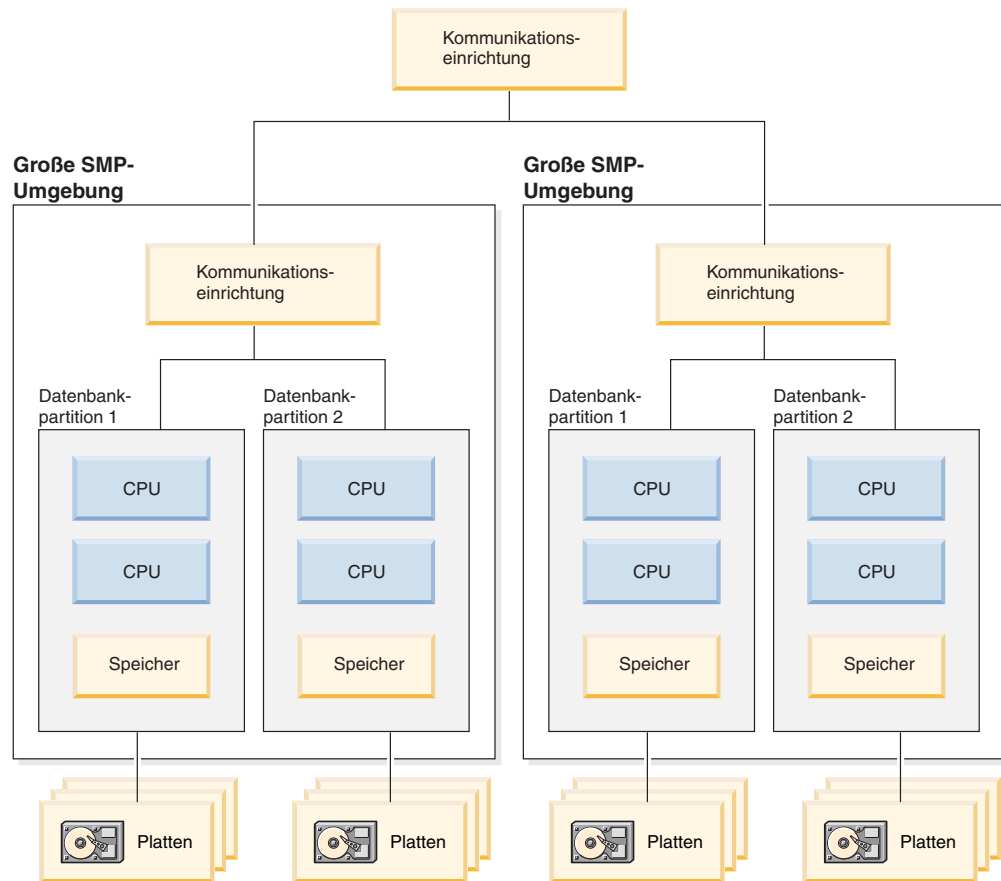 Kommunikations-
einrichtung
Große SMP-
Umgebung
Große SMP-
Umgebung
Kommunikations-
einrichtung
Kommunikations-
einrichtung
Datenbank-
partition 1
Datenbank-
partition 2
Datenbank-
partition 1
Datenbank-
partition 2
CPU
CPU
CPU
CPU
CPU
CPU
CPU
CPU
Speicher
Speicher
Speicher
Speicher
Platten
Platten
Platten
Platten